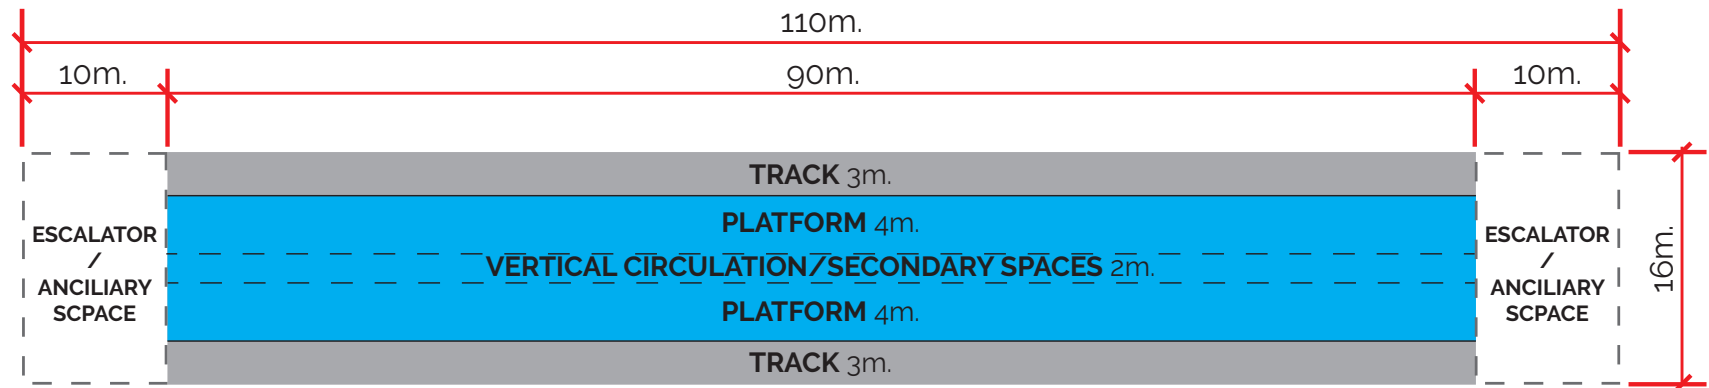 110m.
10m.
90m.
10m.
TRACK 3m.
PLATFORM 4m.
VERTICAL CIRCULATION/SECONDARY SPACES 2m.
PLATFORM 4m.
TRACK 3m.
ESCALATOR
/
ANCILIARY
SCPACE
ESCALATOR
/
ANCILIARY
SCPACE
16m.